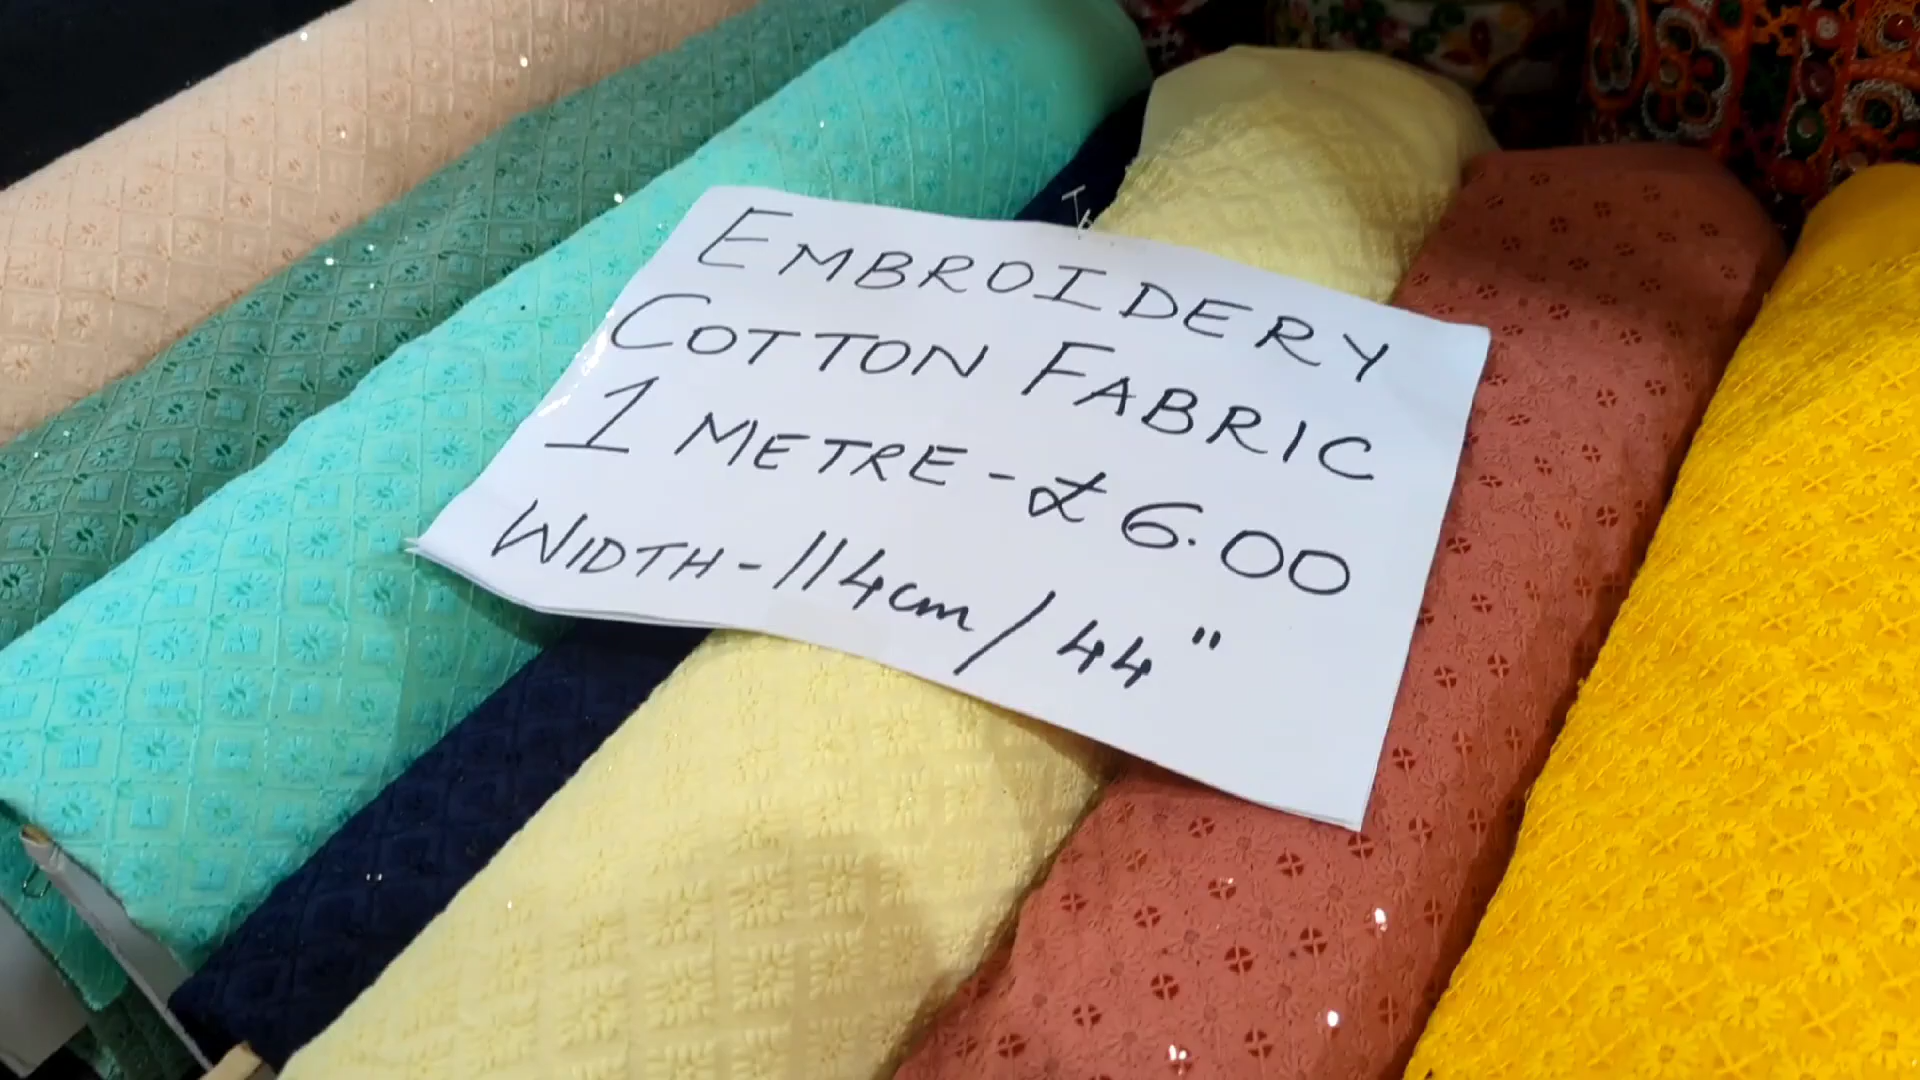 EMBROIDERY
COTTON FABRIC
1 METRE - £6.00
WIDTH - 114cm / 44"